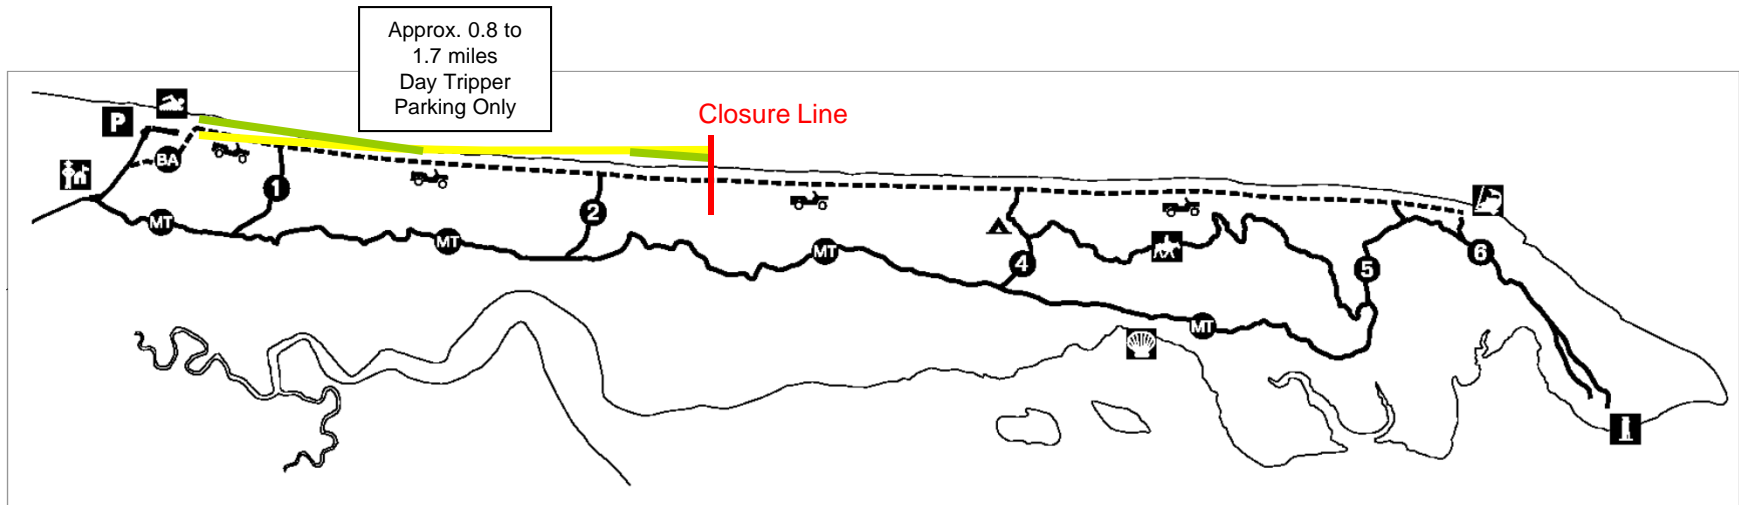 Approx. 0.8 to
1.7 miles
Day Tripper
Parking Only
Closure Line
P
BA
1
2
MT
MT
MT
4
5
6
MT